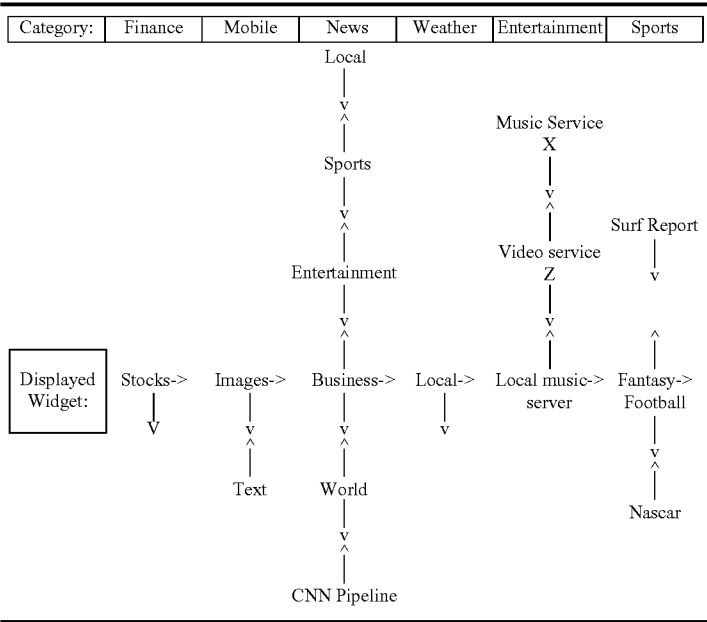 Category: Finance Mobile News Weather Entertainment Sports
Local
v
^
Music Service
X
Sports
v
^
v
^
Surf Report
Video service
Z
Entertainment
v
v
^
v
^
^
Displayed Widget:
Stocks-> Images-> Business-> Local-> Local music-> server Fantasy-> Football
V v v v
^ ^
v
^
Text World
Nascar
v
^
CNN Pipeline